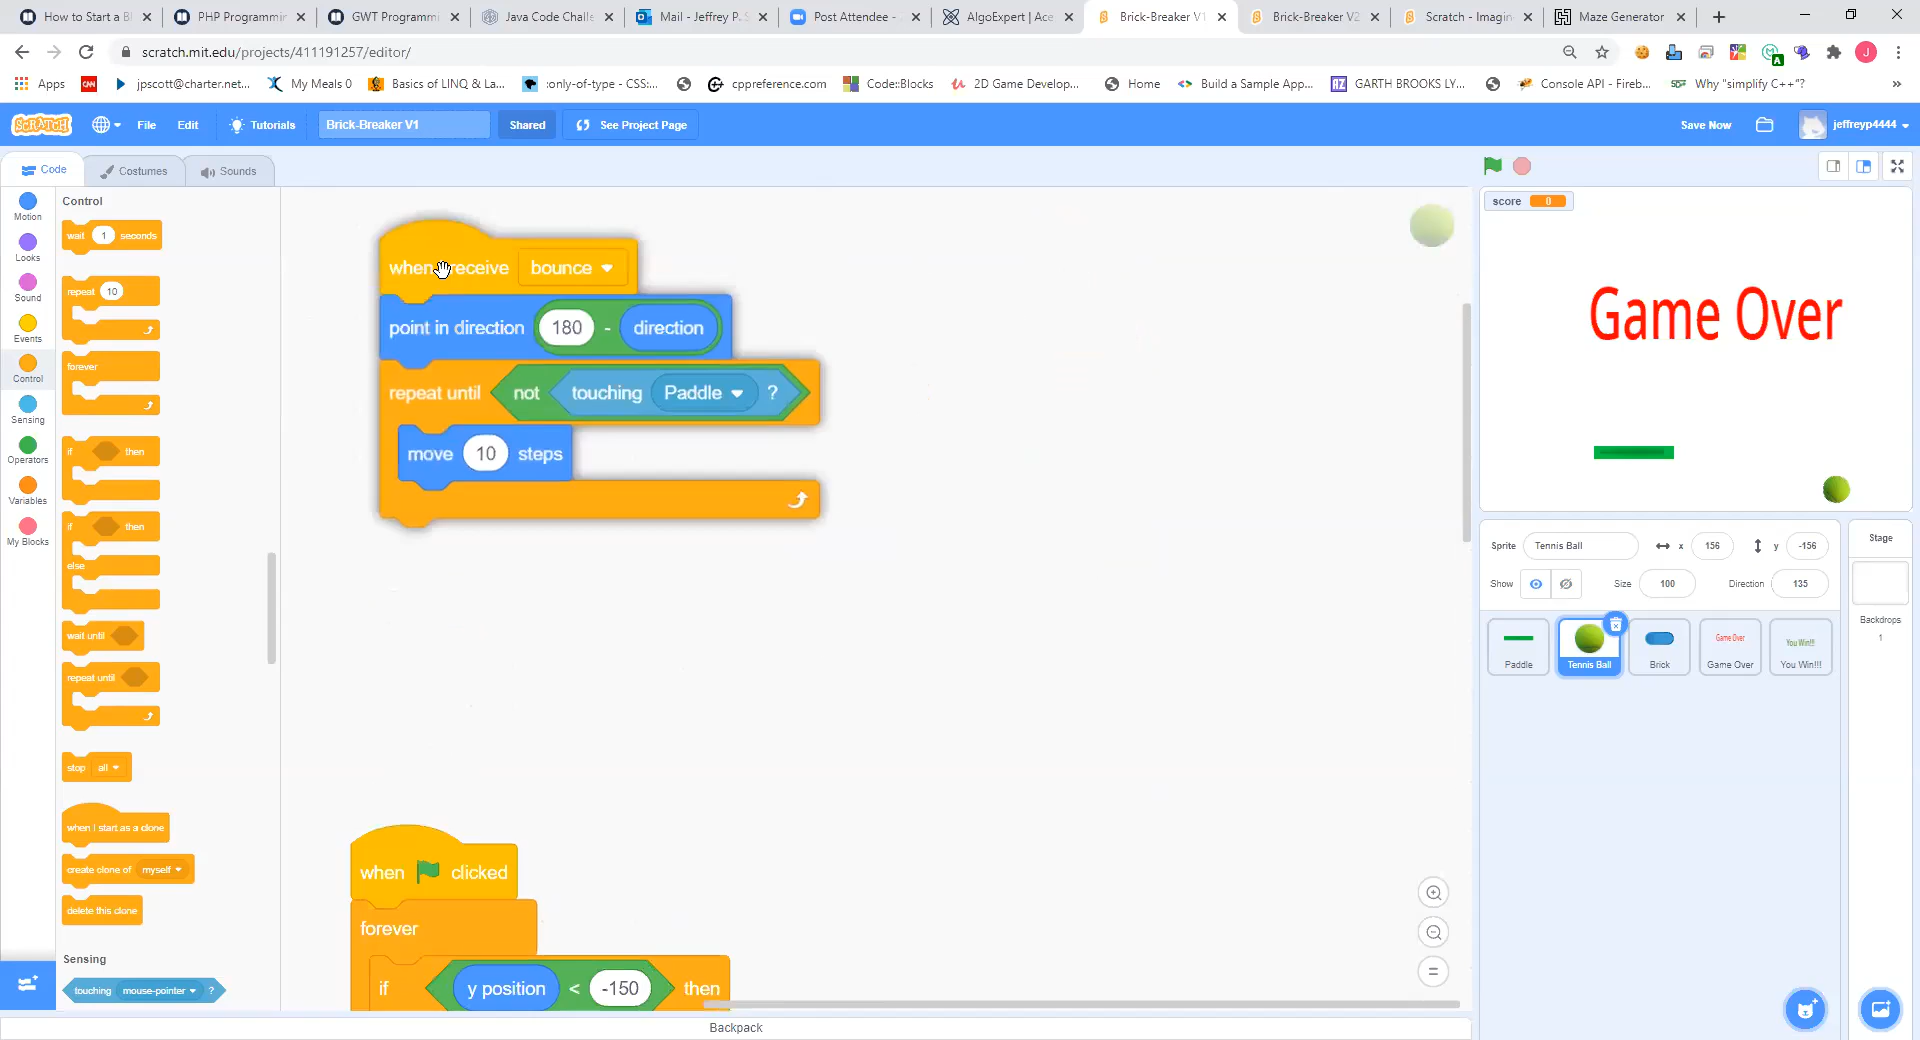 How to Start a B
PHP Programmin
GWT Programmi
Java Code Chall
Mail - Jeffrey P. S
Post Attendee -
AlgoExpert | Ace
Brick-Breaker V1
Brick-Breaker V2
Scratch - Imagin
Maze Generator
scratch.mit.edu/projects/411191257/editor/
Apps
CNN
jpscott@charter.net...
My Meals 0
Basics of LINQ & La...
:only-of-type - CSS:...
cppreference.com
Code::Blocks
2D Game Develop...
Home
Build a Sample App...
GARTH BROOKS LY...
Console API - Fireb...
Why "simplify C++"?
»
SCRATCH
File
Edit
Tutorials
Brick-Breaker V1
Shared
See Project Page
Save Now
jeffreyp4444
Code
Costumes
Sounds
Motion
Looks
Sound
Events
Control
Sensing
Operators
Variables
My Blocks
Control
wait 1 seconds
repeat 10
forever
if then
if then
else
wait until
repeat until
stop all
when I start as a clone
create clone of myself
delete this clone
Sensing
touching mouse-pointer ?
when receive bounce
point in direction 180 - direction
repeat until not touching Paddle ?
move 10 steps
when clicked
forever
if y position < -150 then
Backpack
score 0
Game Over
Sprite Tennis Ball x 156 y -156
Show Size 100 Direction 135
Paddle
Tennis Ball
Brick
Game Over
Game Over
You Win!!!
You Win!!!
Stage
Backdrops
1